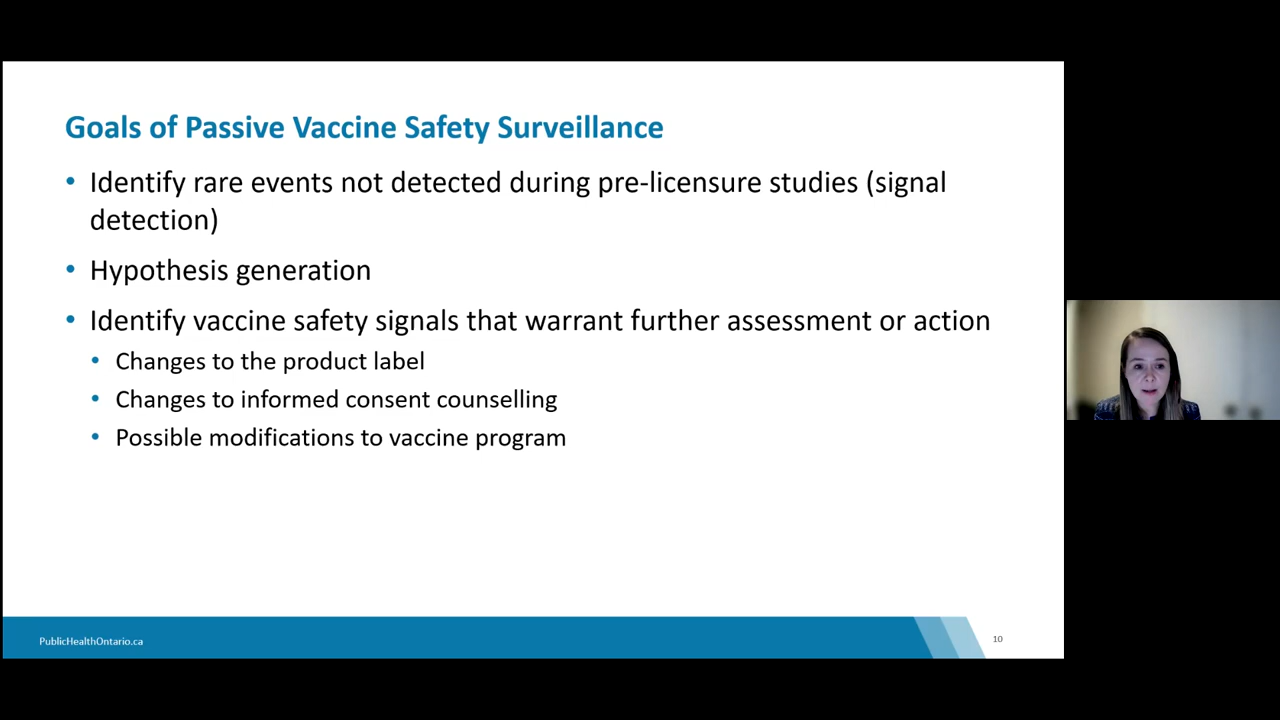 Goals of Passive Vaccine Safety Surveillance
• Identify rare events not detected during pre-licensure studies (signal
detection)
• Hypothesis generation
• Identify vaccine safety signals that warrant further assessment or action
• Changes to the product label
• Changes to informed consent counselling
• Possible modifications to vaccine program
PublicHealthOntario.ca
10